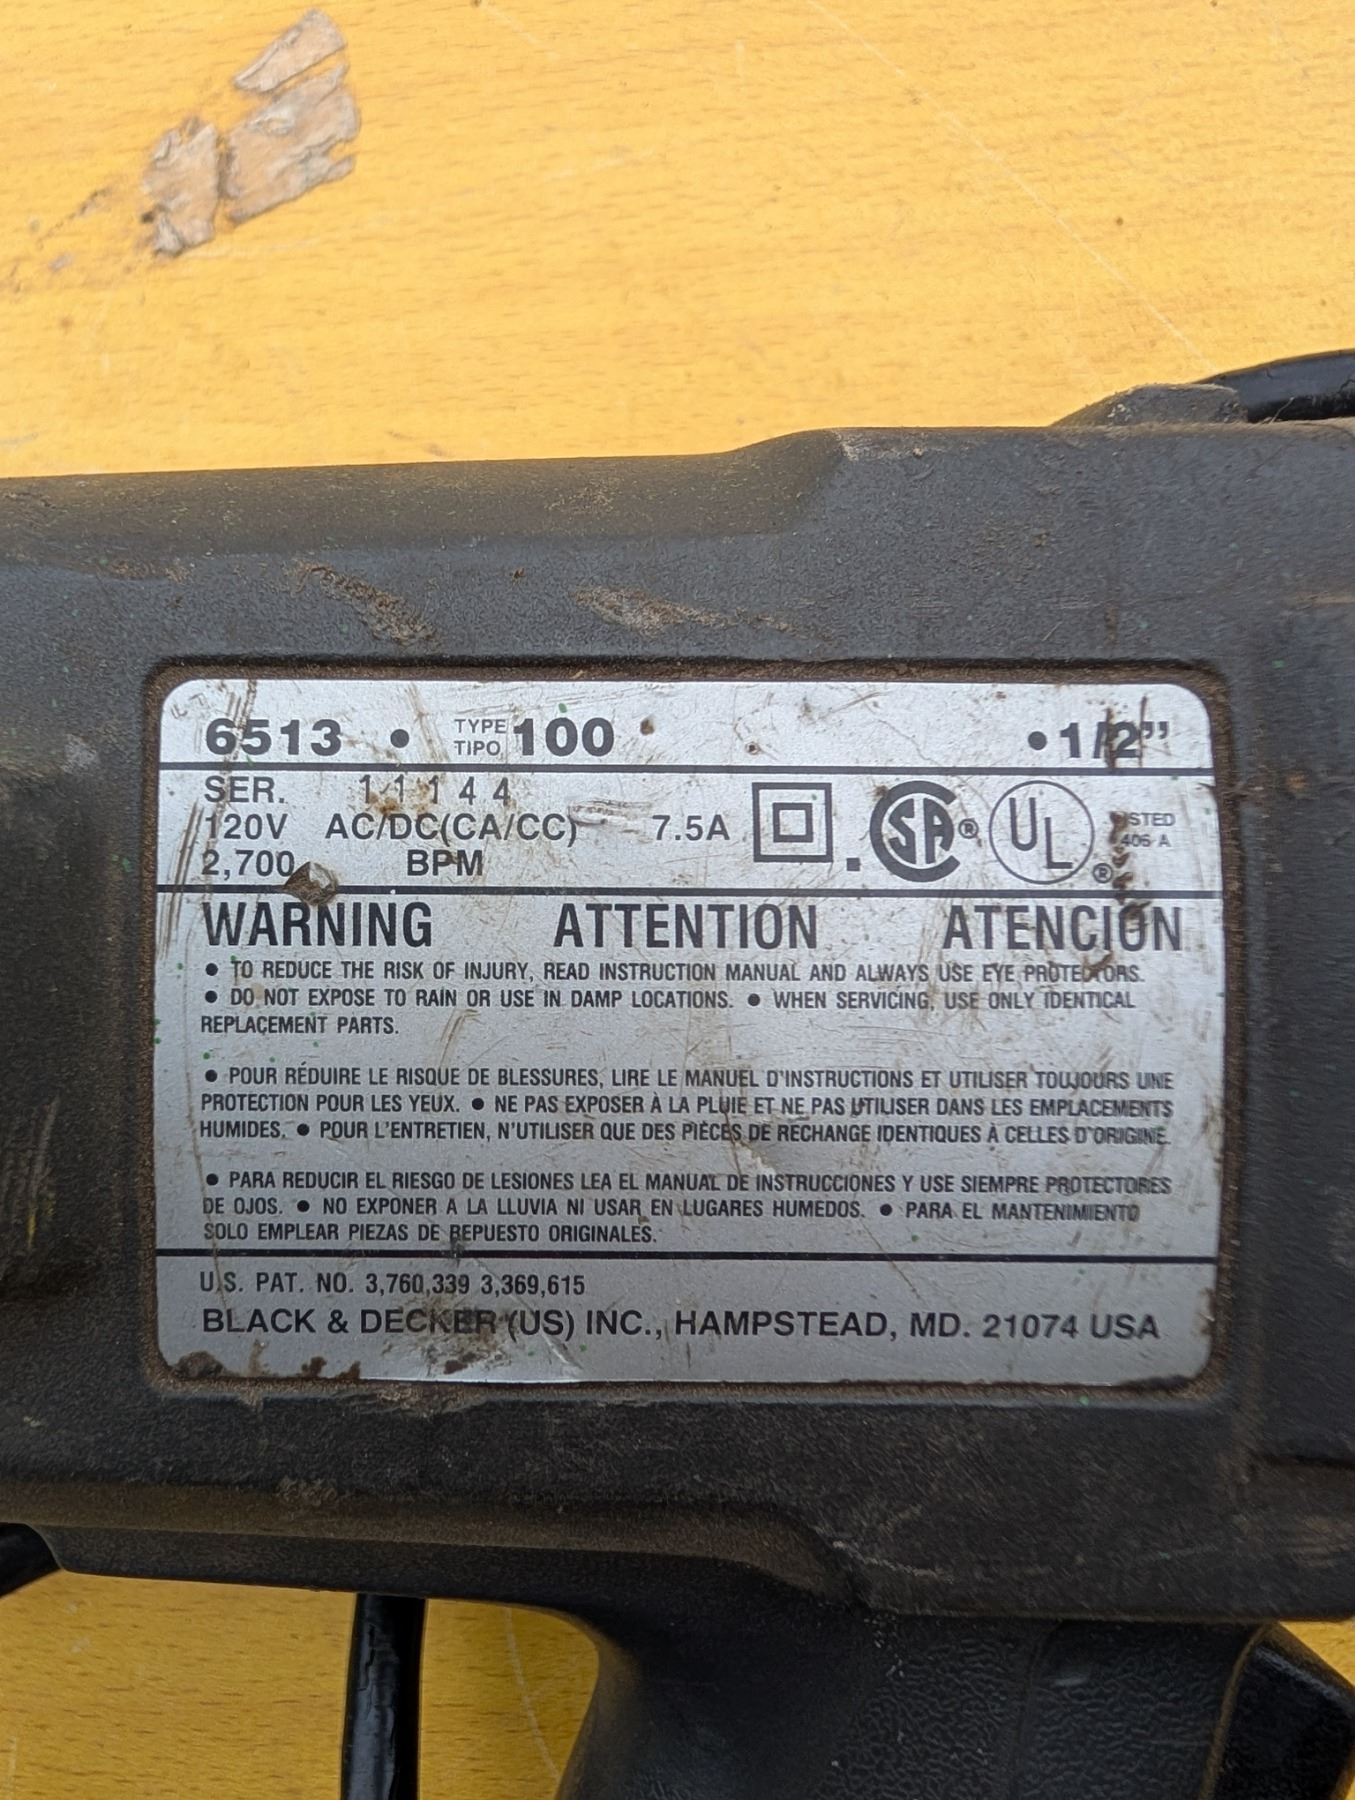 6513 • TYPE TIPO 100 • 1/2”
SER. 11144
120V AC/DC(CA/CC) 7.5A SA® UL®
406 A
2,700 BPM
WARNING ATTENTION ATENCIÓN
• TO REDUCE THE RISK OF INJURY, READ INSTRUCTION MANUAL AND ALWAYS USE EYE PROTECTORS.
• DO NOT EXPOSE TO RAIN OR USE IN DAMP LOCATIONS. • WHEN SERVICING, USE ONLY IDENTICAL
REPLACEMENT PARTS.
• POUR RÉDUIRE LE RISQUE DE BLESSURES, LIRE LE MANUEL D'INSTRUCTIONS ET UTILISER TOUJOURS UNE
PROTECTION POUR LES YEUX. • NE PAS EXPOSER À LA PLUIE ET NE PAS UTILISER DANS LES EMPLACEMENTS
HUMIDES. • POUR L'ENTRETIEN, N'UTILISER QUE DES PIÈCES DE RECHANGE IDENTIQUES À CELLES D'ORIGINE.
• PARA REDUCIR EL RIESGO DE LESIONES LEA EL MANUAL DE INSTRUCCIONES Y USE SIEMPRE PROTECTORES
DE OJOS. • NO EXPONER A LA LLUVIA NI USAR EN LUGARES HUMEDOS. • PARA EL MANTENIMIENTO
SOLO EMPLEAR PIEZAS DE REPUESTO ORIGINALES.
U.S. PAT. NO. 3,760,339 3,369,615
BLACK & DECKER (US) INC., HAMPSTEAD, MD. 21074 USA